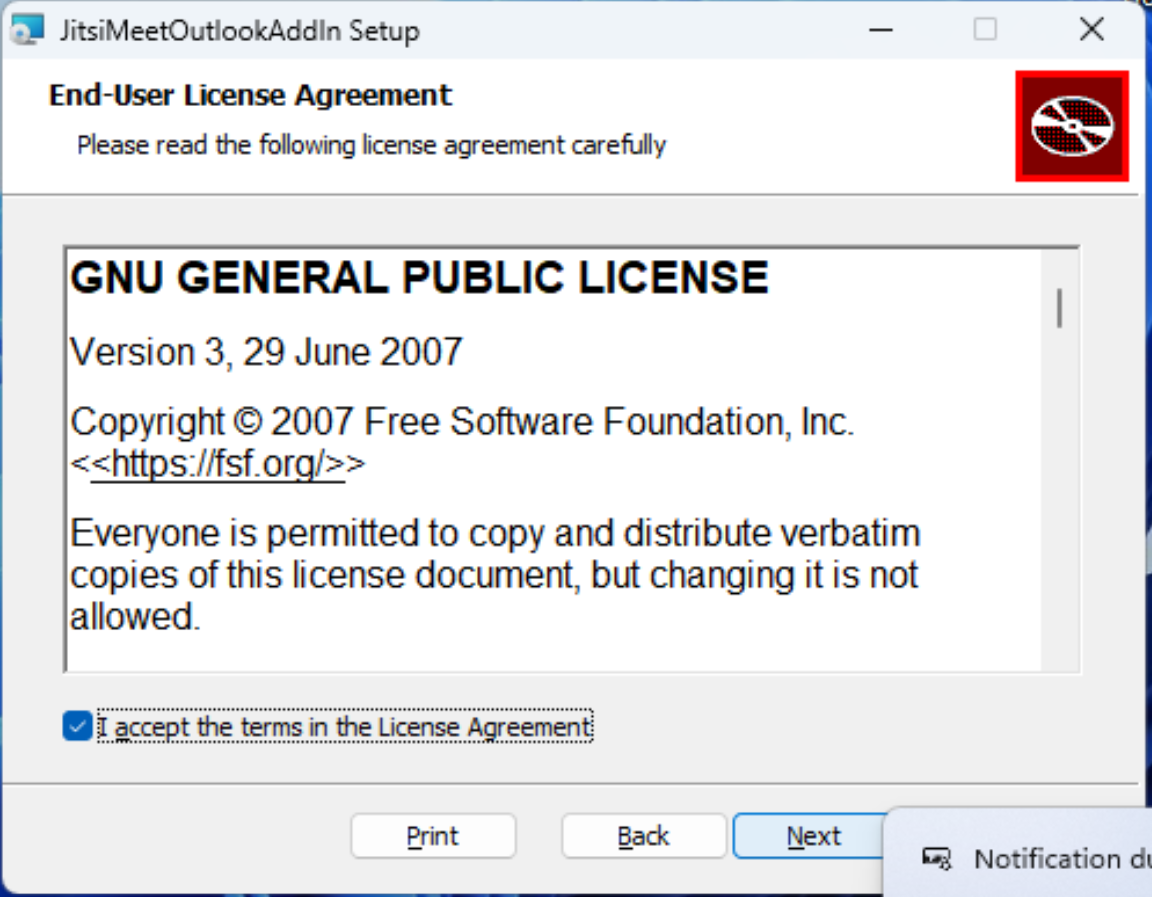 JitsiMeetOutlookAddIn Setup
End-User License Agreement
Please read the following license agreement carefully
GNU GENERAL PUBLIC LICENSE
Version 3, 29 June 2007
Copyright © 2007 Free Software Foundation, Inc.
<<https://fsf.org/>>
Everyone is permitted to copy and distribute verbatim
copies of this license document, but changing it is not
allowed.
I accept the terms in the License Agreement
Print Back Next
Notification